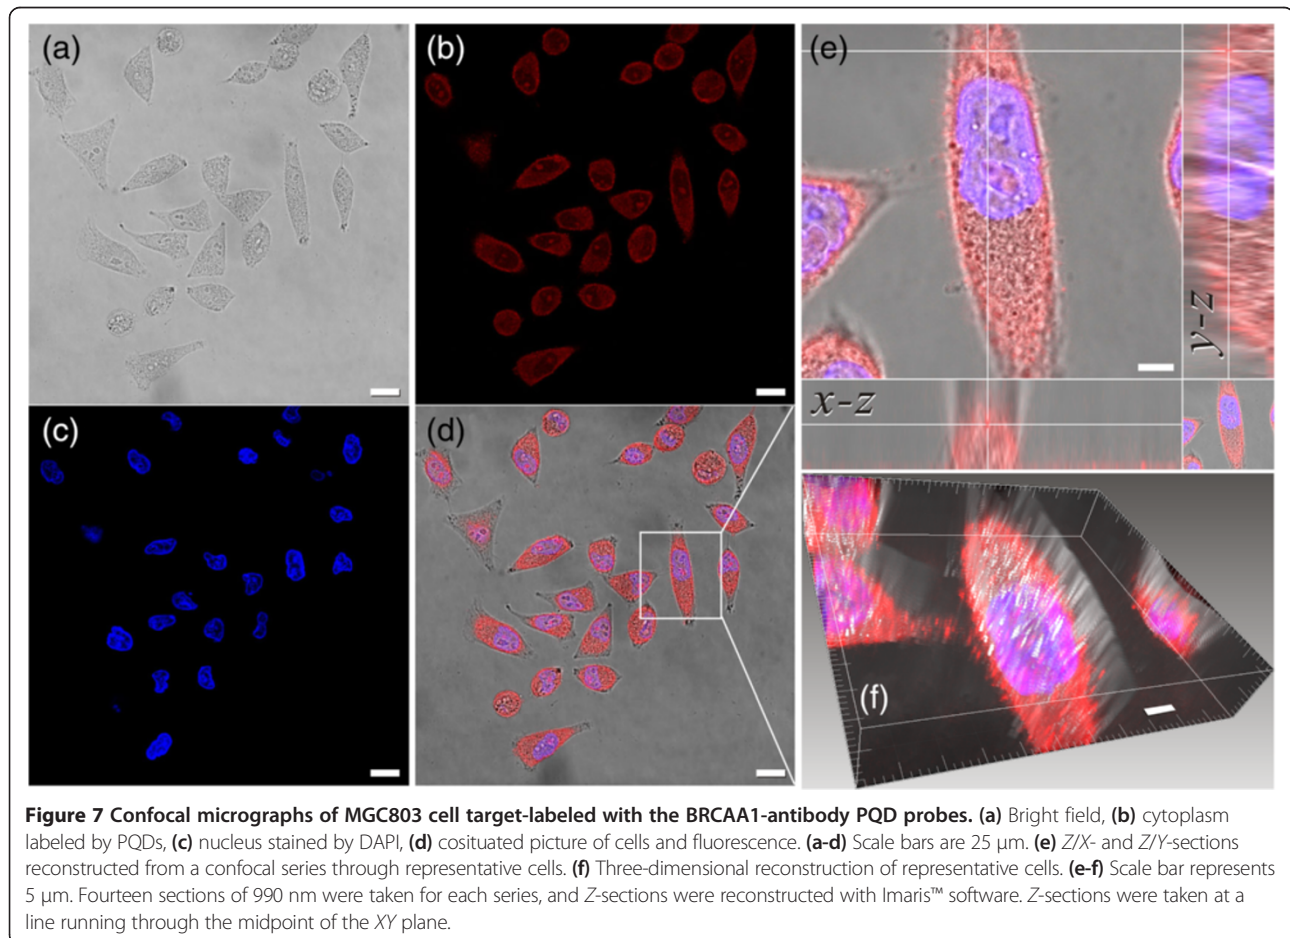 (a)
(b)
(e)
y-z
x-z
(c)
(d)
(f)
Figure 7 Confocal micrographs of MGC803 cell target-labeled with the BRCAA1-antibody PQD probes. (a) Bright field, (b) cytoplasm
labeled by PQDs, (c) nucleus stained by DAPI, (d) cosituated picture of cells and fluorescence. (a-d) Scale bars are 25 μm. (e) Z/X- and Z/Y-sections
reconstructed from a confocal series through representative cells. (f) Three-dimensional reconstruction of representative cells. (e-f) Scale bar represents
5 μm. Fourteen sections of 990 nm were taken for each series, and Z-sections were reconstructed with Imaris™ software. Z-sections were taken at a
line running through the midpoint of the XY plane.